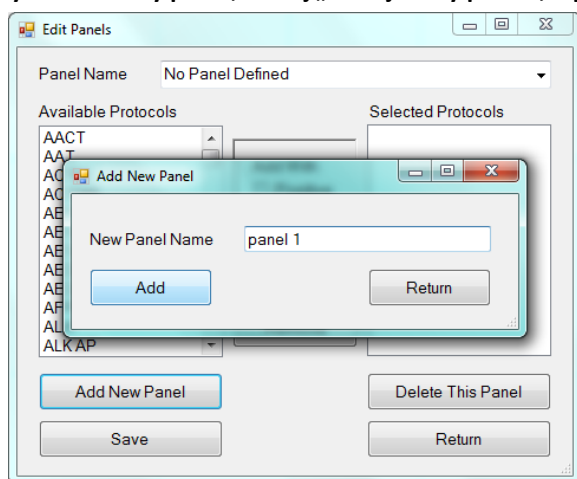 Edit Panels
Panel Name No Panel Defined
Available Protocols Selected Protocols
AACT
AAT
Add New Panel
New Panel Name panel 1
Add Return
ALK AP
Add New Panel Delete This Panel
Save Return